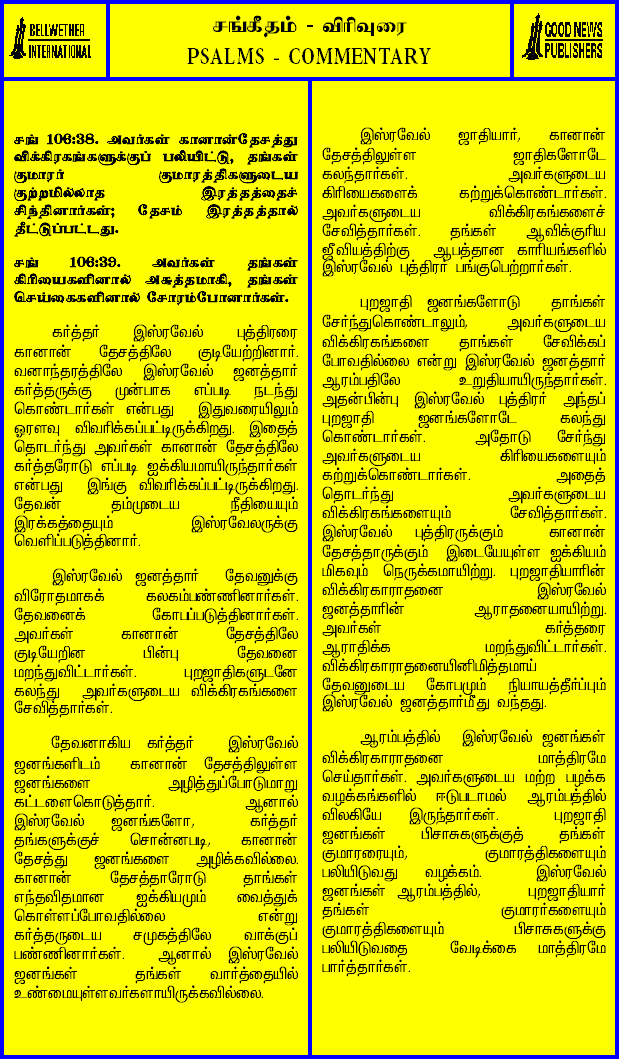 BELLWETHER
INTERNATIONAL
சங்கீதம் - விரிவுரை
PSALMS - COMMENTARY
GOOD NEWS
PUBLISHERS
சங் 106:38. அவர்கள் கானான்தேசத்து
விக்கிரகங்களுக்குப் பலியிட்டு, தங்கள்
குமாரர் குமாரத்திகளுடைய
குற்றமில்லாத இரத்தத்தைச்
சிந்தினார்கள்; தேசம் இரத்தத்தால்
தீட்டுப்பட்டது.
சங் 106:39. அவர்கள் தங்கள்
கிரியைகளினால் அசுத்தமாகி, தங்கள்
செய்கைகளினால் சோரம்போனார்கள்.
கர்த்தர் இஸ்ரவேல் புத்திரரை
கானான் தேசத்திலே குடியேற்றினார்.
வனாந்தரத்திலே இஸ்ரவேல் ஜனத்தார்
கர்த்தருக்கு முன்பாக எப்படி நடந்து
கொண்டார்கள் என்பது இதுவரையிலும்
ஓரளவு விவரிக்கப்பட்டிருக்கிறது. இதைத்
தொடர்ந்து அவர்கள் கானான் தேசத்திலே
கர்த்தரோடு எப்படி ஐக்கியமாயிருந்தார்கள்
என்பது இங்கு விவரிக்கப்பட்டிருக்கிறது.
தேவன் தம்முடைய நீதியையும்
இரக்கத்தையும் இஸ்ரவேலருக்கு
வெளிப்படுத்தினார்.
இஸ்ரவேல் ஜனத்தார் தேவனுக்கு
விரோதமாகக் கலகம்பண்ணினார்கள்.
தேவனைக் கோபப்படுத்தினார்கள்.
அவர்கள் கானான் தேசத்திலே
குடியேறின பின்பு தேவனை
மறந்துவிட்டார்கள். புறஜாதிகளுடனே
கலந்து அவர்களுடைய விக்கிரகங்களை
சேவித்தார்கள்.
தேவனாகிய கர்த்தர் இஸ்ரவேல்
ஜனங்களிடம் கானான் தேசத்திலுள்ள
ஜனங்களை அழித்துப்போடுமாறு
கட்டளைகொடுத்தார். ஆனால்
இஸ்ரவேல் ஜனங்களோ, கர்த்தர்
தங்களுக்குச் சொன்னபடி, கானான்
தேசத்து ஜனங்களை அழிக்கவில்லை.
கானான் தேசத்தாரோடு தாங்கள்
எந்தவிதமான ஐக்கியமும் வைத்துக்
கொள்ளப்போவதில்லை என்று
கர்த்தருடைய சமுகத்திலே வாக்குப்
பண்ணினார்கள். ஆனால் இஸ்ரவேல்
ஜனங்கள் தங்கள் வார்த்தையில்
உண்மையுள்ளவர்களாயிருக்கவில்லை.
இஸ்ரவேல் ஜாதியார், கானான்
தேசத்திலுள்ள ஜாதிகளோடே
கலந்தார்கள். அவர்களுடைய
கிரியைகளைக் கற்றுக்கொண்டார்கள்.
அவர்களுடைய விக்கிரகங்களைச்
சேவித்தார்கள். தங்கள் ஆவிக்குரிய
ஜீவியத்திற்கு ஆபத்தான காரியங்களில்
இஸ்ரவேல் புத்திரர் பங்குபெற்றார்கள்.
புறஜாதி ஜனங்களோடு தாங்கள்
சேர்ந்துகொண்டாலும், அவர்களுடைய
விக்கிரகங்களை தாங்கள் சேவிக்கப்
போவதில்லை என்று இஸ்ரவேல் ஜனத்தார்
ஆரம்பதிலே உறுதியாயிருந்தார்கள்.
அதன்பின்பு இஸ்ரவேல் புத்திரர் அந்தப்
புறஜாதி ஜனங்களோடே கலந்து
கொண்டார்கள். அதோடு சேர்ந்து
அவர்களுடைய கிரியைகளையும்
கற்றுக்கொண்டார்கள். அதைத்
தொடர்ந்து அவர்களுடைய
விக்கிரகங்களையும் சேவித்தார்கள்.
இஸ்ரவேல் புத்திரருக்கும் கானான்
தேசத்தாருக்கும் இடையேயுள்ள ஐக்கியம்
மிகவும் நெருக்கமாயிற்று. புறஜாதியாரின்
விக்கிரகாராதனை இஸ்ரவேல்
ஜனத்தாரின் ஆராதனையாயிற்று.
அவர்கள் கர்த்தரை
ஆராதிக்க மறந்துவிட்டார்கள்.
விக்கிரகாராதனையினிமித்தமாய்
தேவனுடைய கோபமும் நியாயத்தீர்ப்பும்
இஸ்ரவேல் ஜனத்தார்மீது வந்தது.
ஆரம்பத்தில் இஸ்ரவேல் ஜனங்கள்
விக்கிரகாராதனை மாத்திரமே
செய்தார்கள். அவர்களுடைய மற்ற பழக்க
வழக்கங்களில் ஈடுபடாமல் ஆரம்பத்தில்
விலகியே இருந்தார்கள். புறஜாதி
ஜனங்கள் பிசாசுகளுக்குத் தங்கள்
குமாரரையும், குமாரத்திகளையும்
பலியிடுவது வழக்கம். இஸ்ரவேல்
ஜனங்கள் ஆரம்பத்தில், புறஜாதியார்
தங்கள் குமாரர்களையும்
குமாரத்திகளையும் பிசாசுகளுக்கு
பலியிடுவதை வேடிக்கை மாத்திரமே
பார்த்தார்கள்.